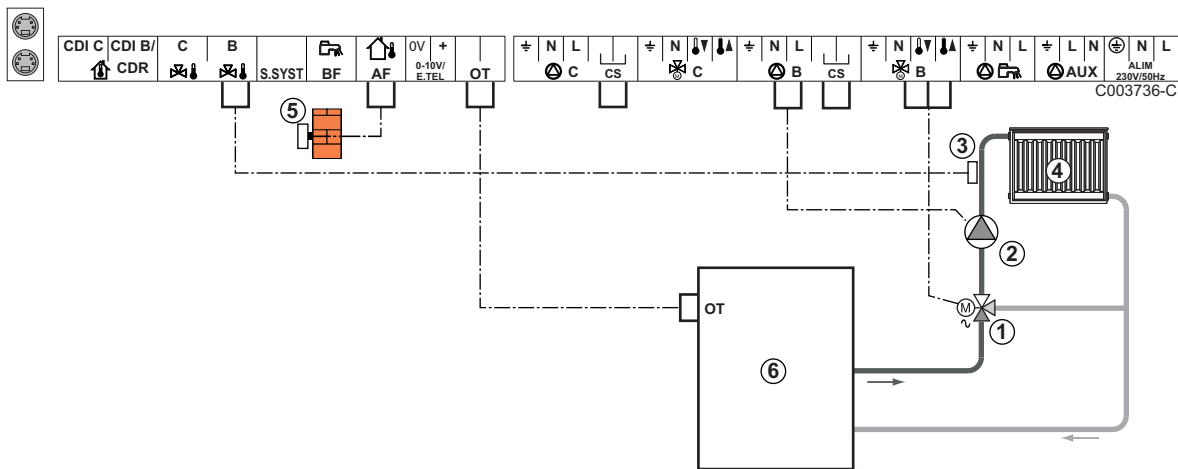 CDI C CDI B/ CDR
C
B
S.SYST
BF
AF
0V +
0-10V/
E.TEL
OT
N L
C
CS
N
M
C
N L
B
CS
N
M
B
N L
L N
AUX
N L
ALIM
230V/50Hz
C003736-C
5
3
4
2
M
1
OT
6